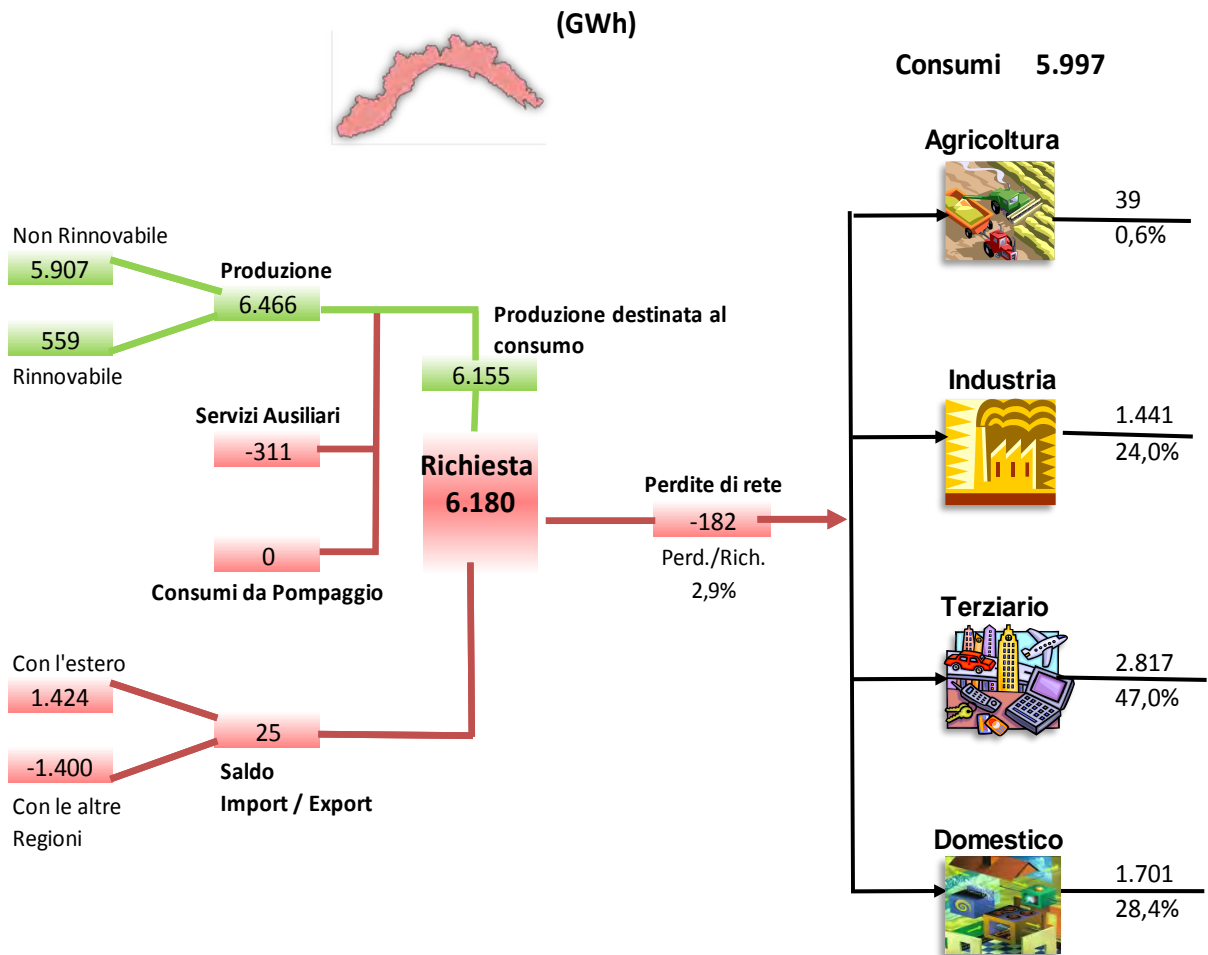 (GWh)
Consumi 5.997
Agricoltura
39
0,6%
Non Rinnovabile
5.907
Produzione
6.466
559
Rinnovabile
Produzione destinata al
consumo
6.155
Servizi Ausiliari
-311
Richiesta
6.180
0
Consumi da Pompaggio
Perdite di rete
-182
Perd./Rich.
2,9%
Industria
1.441
24,0%
Terziario
2.817
47,0%
Con l'estero
1.424
25
-1.400
Con le altre
Regioni
Saldo
Import / Export
Domestico
1.701
28,4%